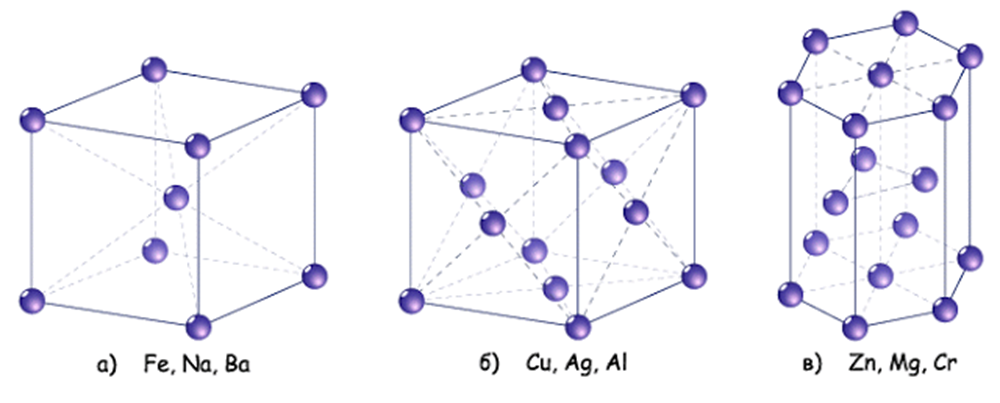 а) Fe, Na, Ba
б) Cu, Ag, Al
в) Zn, Mg, Cr